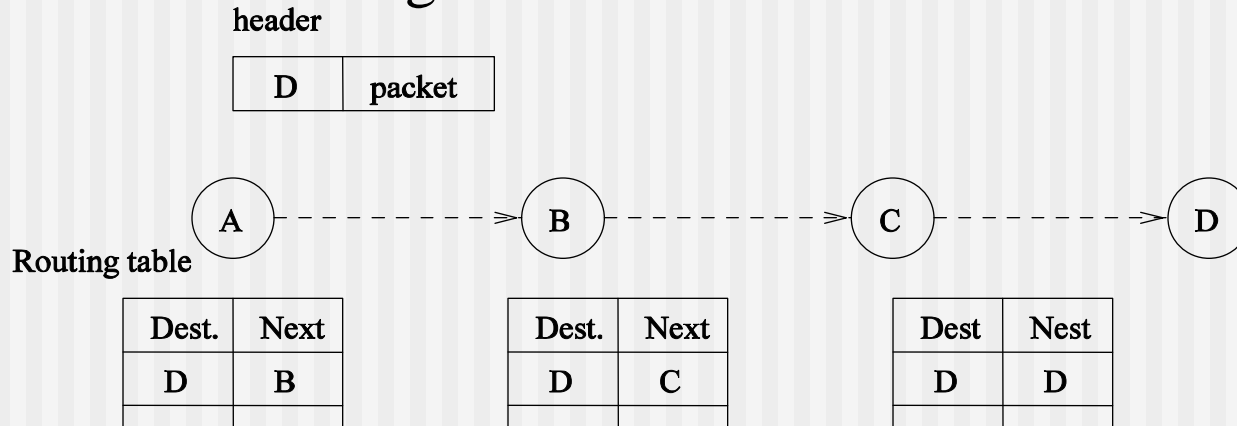 header
D packet
A B C D
Routing table
Dest. Next Dest. Next Dest Nest
D B D C D D